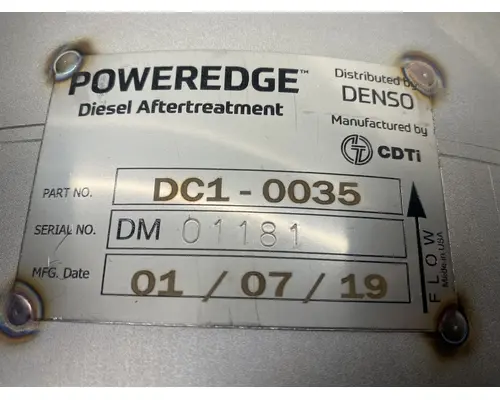 POWEREDGE™
Diesel Aftertreatment
Distributed by
DENSO
Manufactured by
CDTi
PART NO. DC1-0035
SERIAL NO. DM 01181
MFG. Date 01 / 07 / 19
FLOW
Made in USA